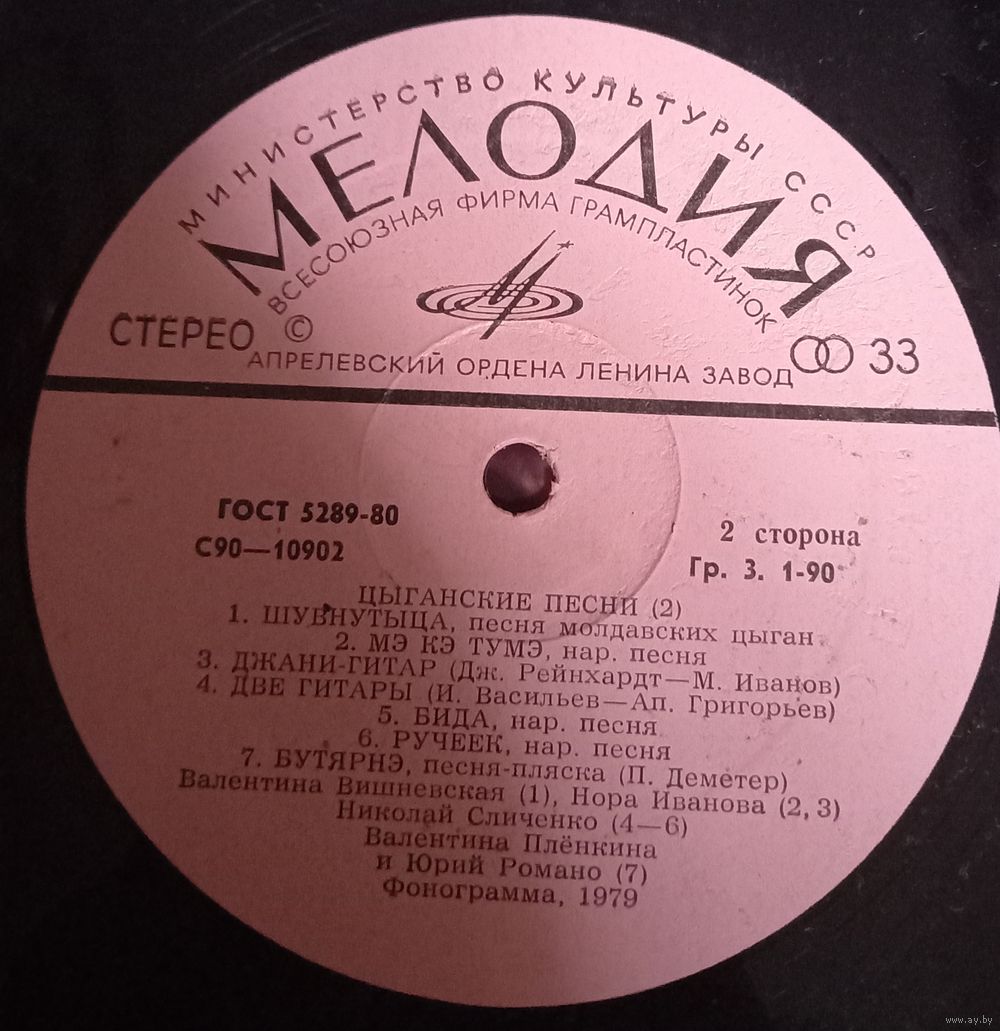 МИНИСТЕРСТВО КУЛЬТУРЫ СССР
МЕЛОДИЯ
ВСЕСОЮЗНАЯ ФИРМА ГРАМПЛАСТИНОК
СТЕРЕО
©
33
АПРЕЛЕВСКИЙ ОРДЕНА ЛЕНИНА ЗАВОД
ГОСТ 5289-80
С90—10902
2 сторона
Гр. 3. 1-90
ЦЫГАНСКИЕ ПЕСНИ (2)
1. ШУВНУТЫЦА, песня молдавских цыган
2. МЭ КЭ ТУМЭ, нар. песня
3. ДЖАНИ-ГИТАР (Дж. Рейнхардт—М. Иванов)
4. ДВЕ ГИТАРЫ (И. Васильев—Ап. Григорьев)
5. БИДА, нар. песня
6. РУЧЕЕК, нар. песня
7. БУТЯРНЭ, песня-пляска (П. Деметер)
Валентина Вишневская (1), Нора Иванова (2, 3)
Николай Сличенко (4—6)
Валентина Плёнкина
и Юрий Романо (7)
Фонограмма, 1979
www.ay.by